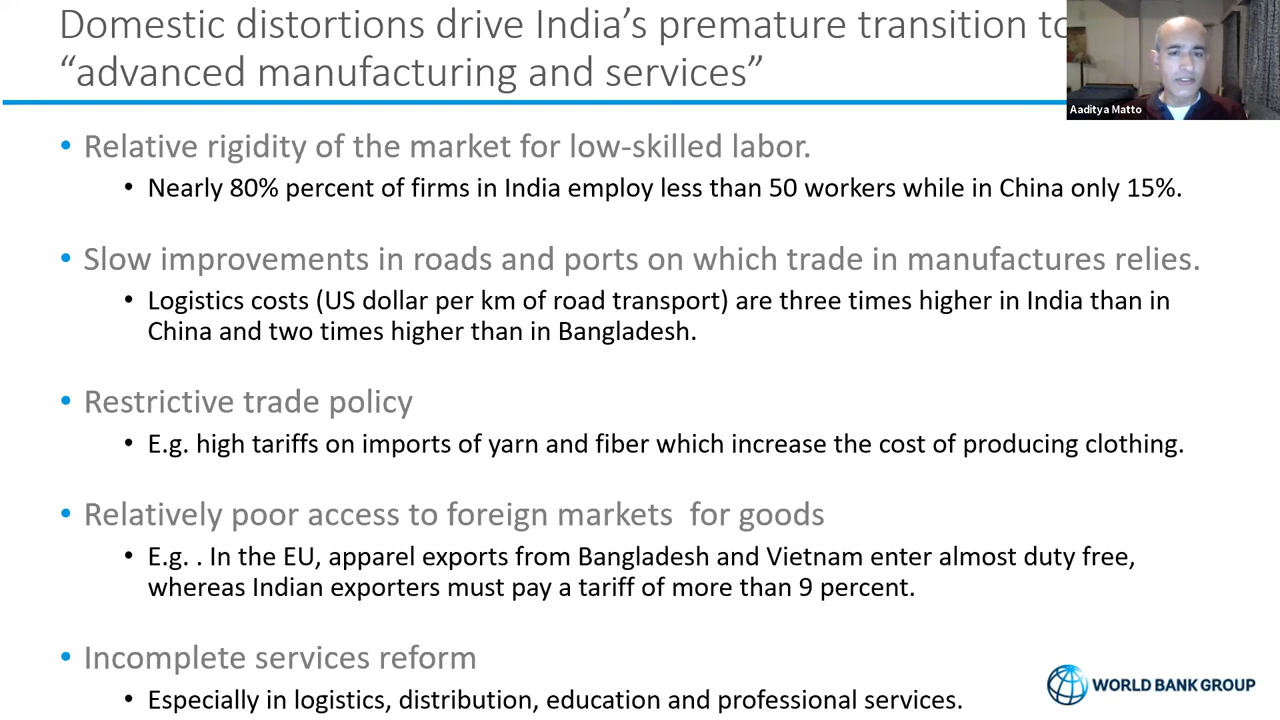 Domestic distortions drive India's premature transition to
“advanced manufacturing and services”
Aaditya Matto
• Relative rigidity of the market for low-skilled labor.
• Nearly 80% percent of firms in India employ less than 50 workers while in China only 15%.
• Slow improvements in roads and ports on which trade in manufactures relies.
• Logistics costs (US dollar per km of road transport) are three times higher in India than in
China and two times higher than in Bangladesh.
• Restrictive trade policy
• E.g. high tariffs on imports of yarn and fiber which increase the cost of producing clothing.
• Relatively poor access to foreign markets  for goods
• E.g. . In the EU, apparel exports from Bangladesh and Vietnam enter almost duty free,
whereas Indian exporters must pay a tariff of more than 9 percent.
• Incomplete services reform
• Especially in logistics, distribution, education and professional services.
WORLD BANK GROUP